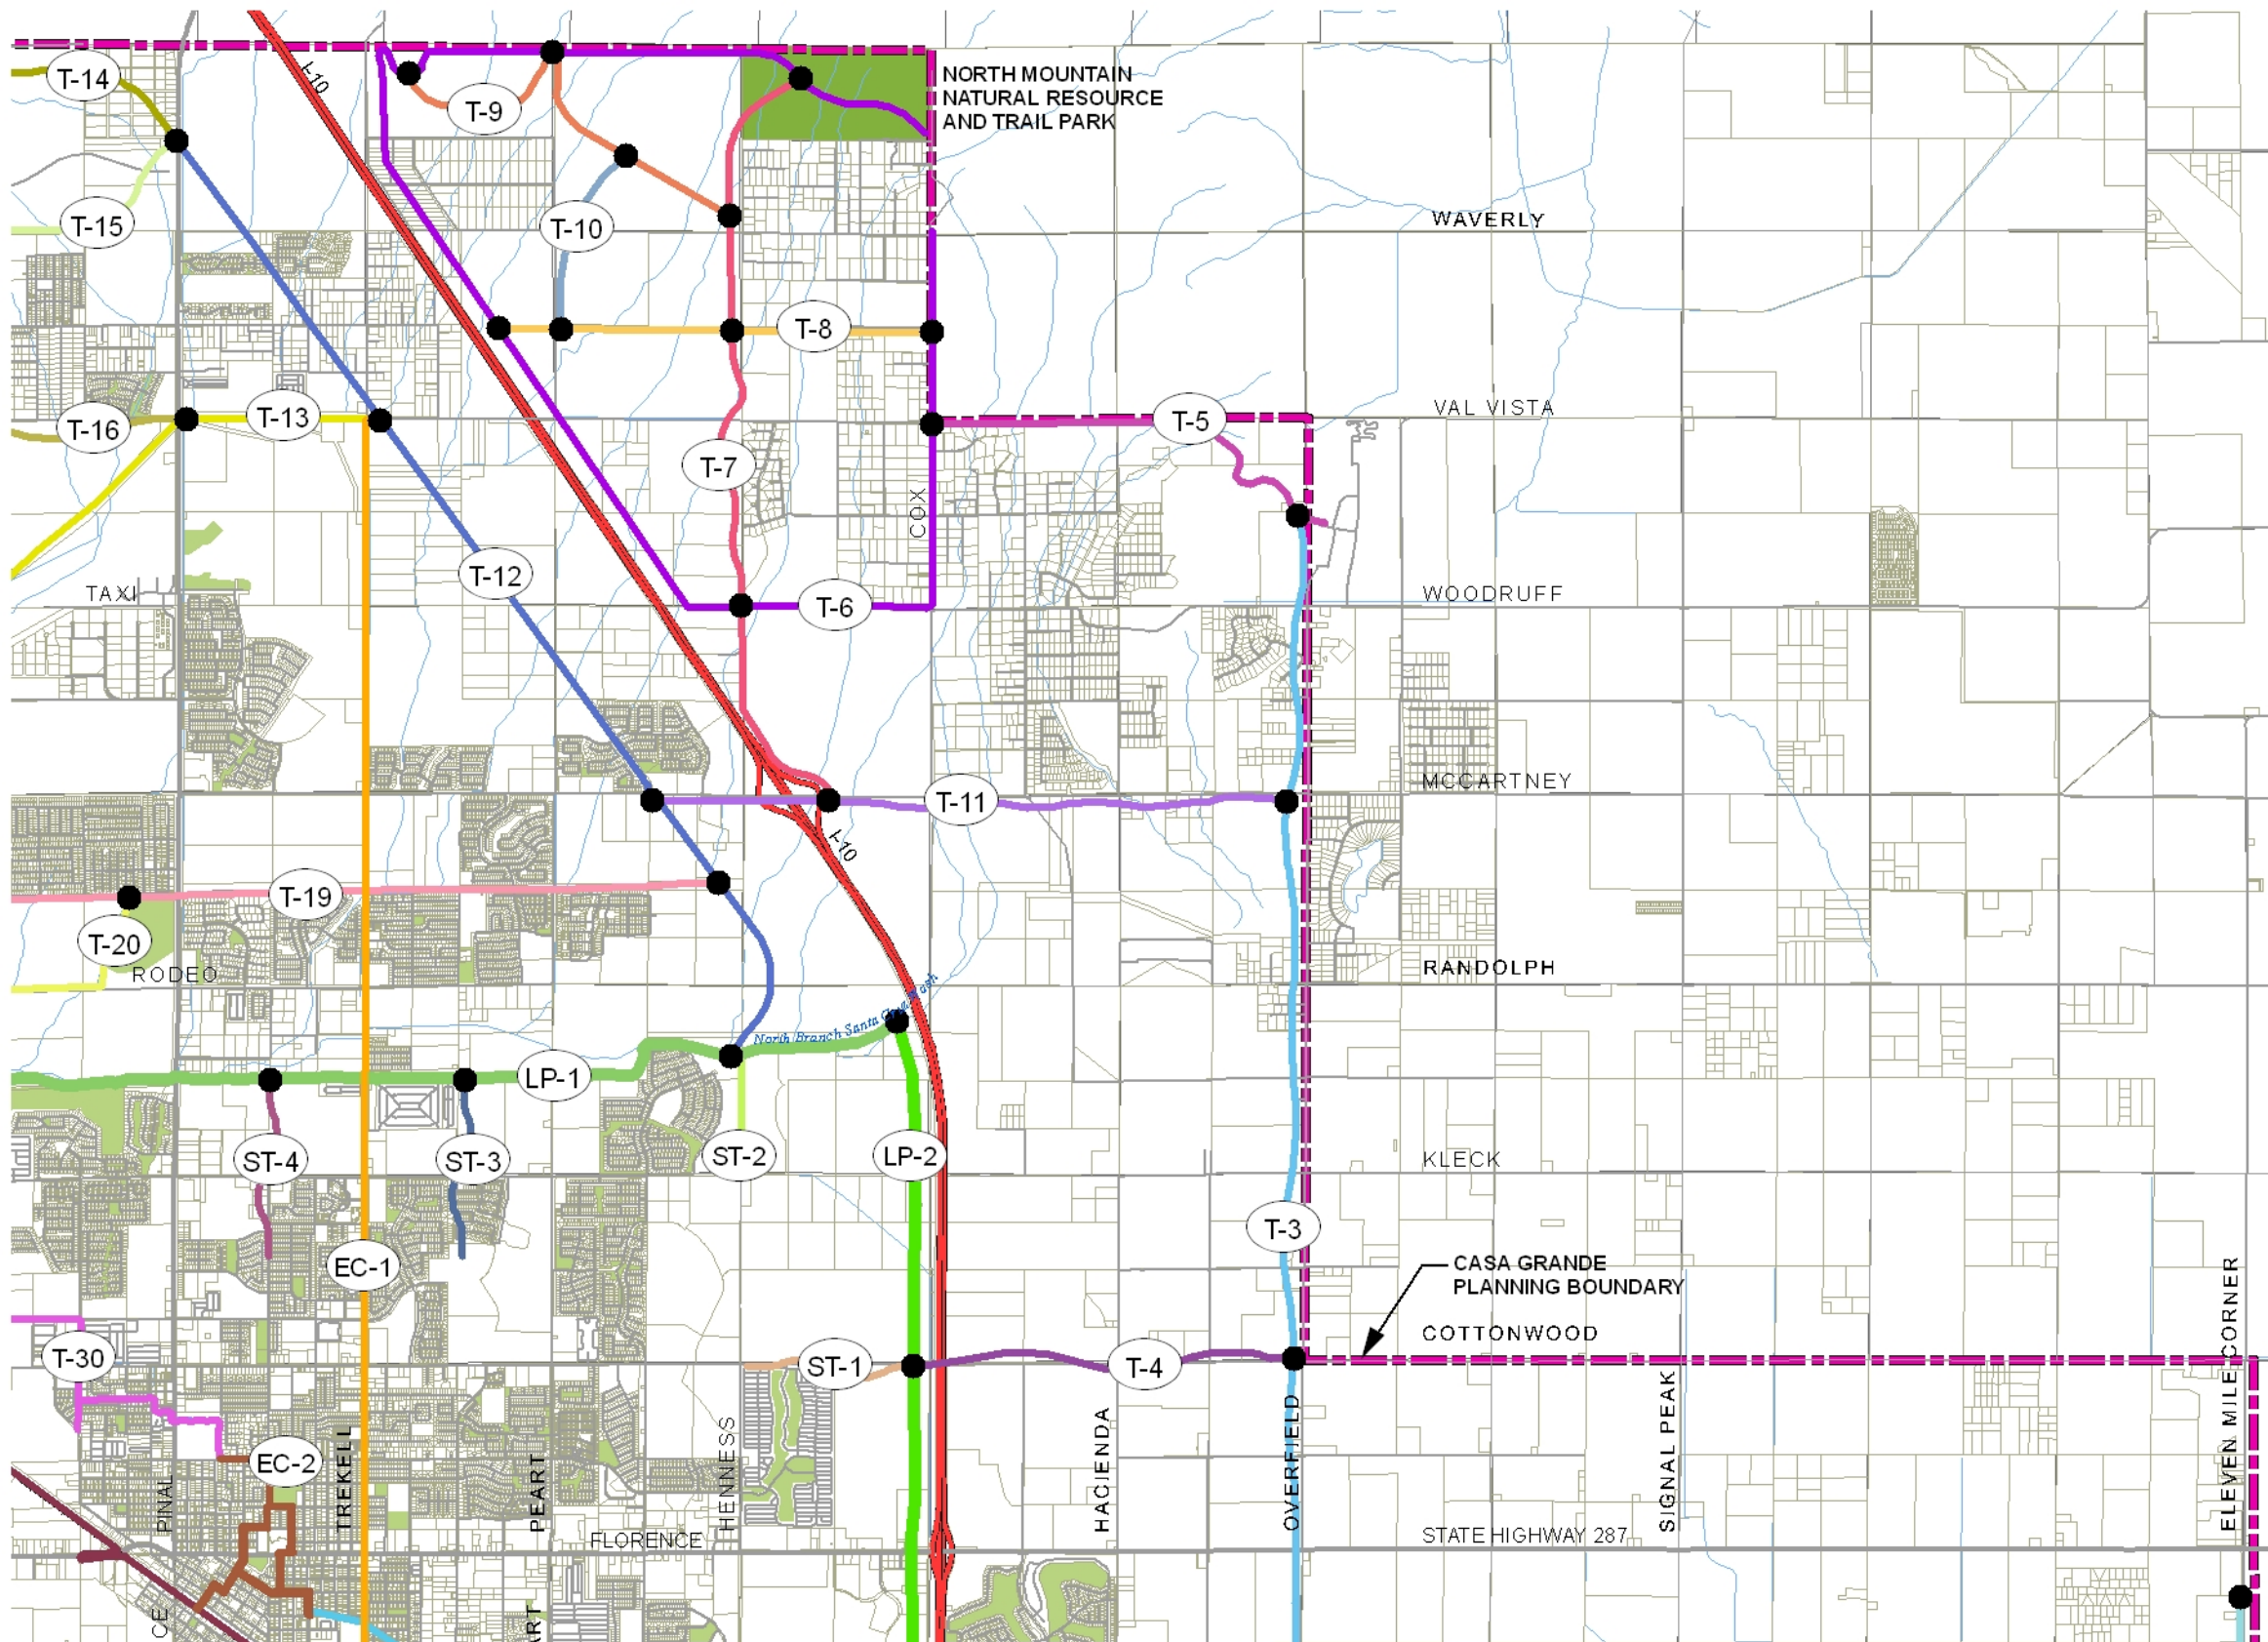 T-14
I-10
T-9
NORTH MOUNTAIN
NATURAL RESOURCE
AND TRAIL PARK
T-15
T-10
WAVERLY
T-8
T-16
T-13
T-5
VAL VISTA
T-7
COX
TAXI
T-12
T-6
WOODRUFF
MCCARTNEY
T-11
I-10
T-19
T-20
RODEO
RANDOLPH
North Branch Santa Cruz Wash
LP-1
ST-4
ST-3
ST-2
LP-2
KLECK
T-3
EC-1
CASA GRANDE
PLANNING BOUNDARY
COTTONWOOD
T-30
ST-1
T-4
EC-2
PINAL
TREKELL
PEART
HENNESS
HACIENDA
OVERFIELD
SIGNAL PEAK
ELEVEN MILE CORNER
FLORENCE
STATE HIGHWAY 287
CE
ART